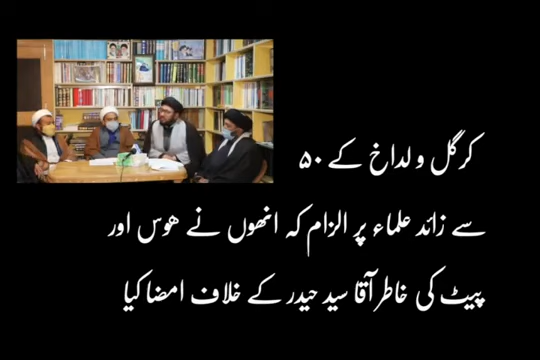 کرگل و لداخ کے ۵۰
سے زائد علماء پر الزام کہ انھوں نے ھوس اور
پیٹ کی خاطر آقا سید حیدر کے خلاف امضا کیا